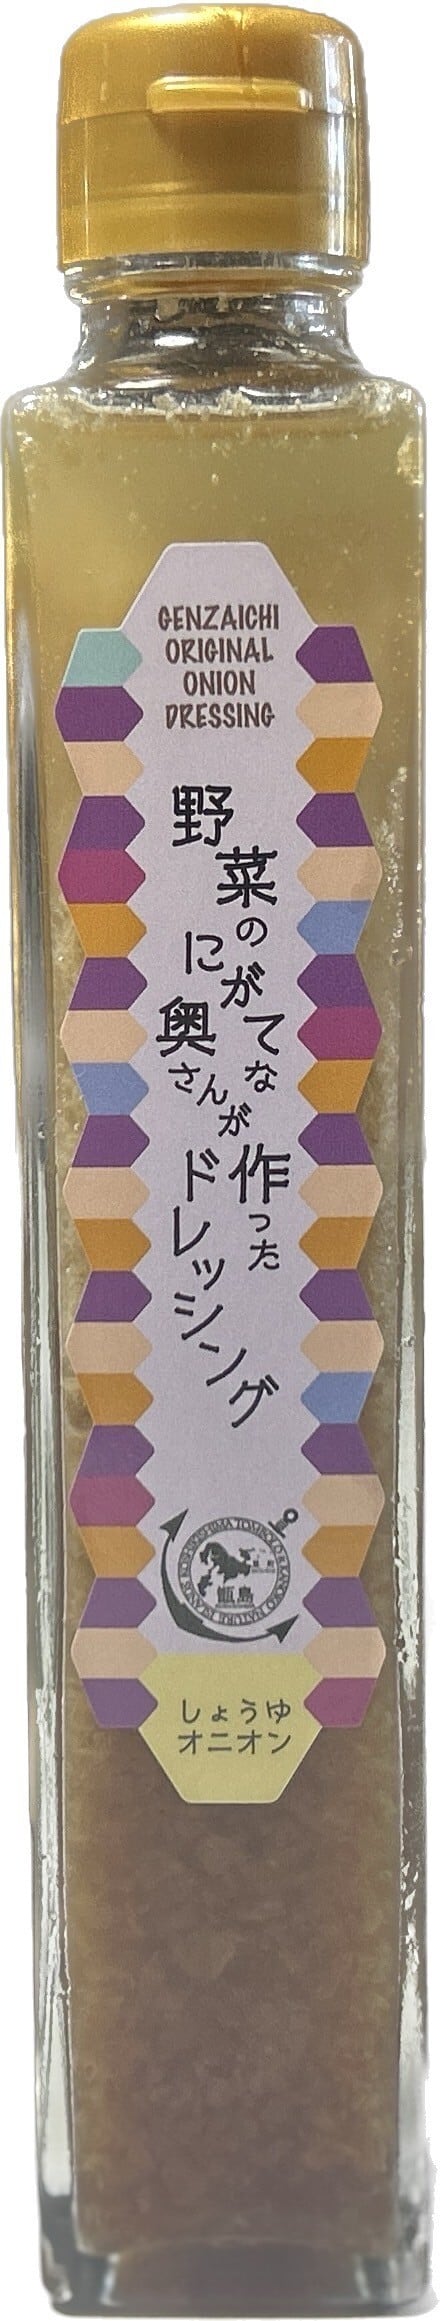 GENZAICHI
ORIGINAL
ONION
DRESSING
野菜の
にがてな
奥さんが
作った
ドレッシング
甑島
しょうゆ
オニオン